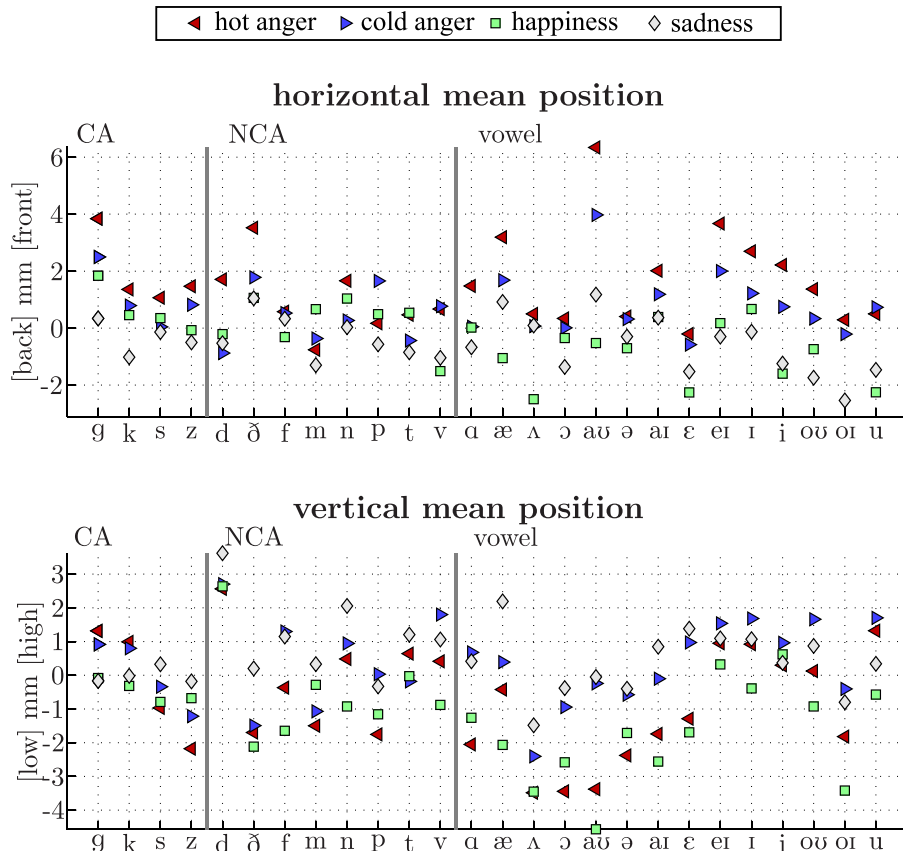 hot anger cold anger happiness sadness
horizontal mean position
CA NCA vowel
6
4
2
0
-2
[back] mm [front]
g k s z d ð f m n p t v ɑ æ ʌ ɔ aʊ ə aɪ ɛ eɪ ɪ i oʊ oɪ u
vertical mean position
CA NCA vowel
3
2
1
0
-1
-2
-3
-4
[low] mm [high]
g k s z d ð f m n p t v ɑ æ ʌ ɔ aʊ ə aɪ ɛ eɪ ɪ i oʊ oɪ u